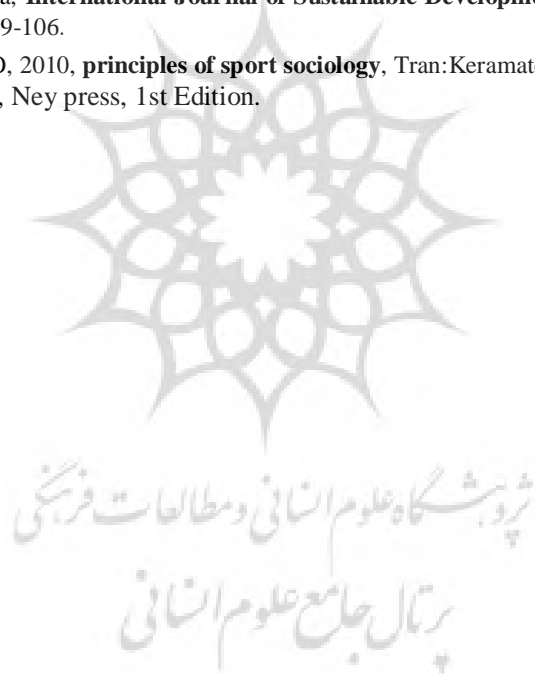 International Journal of Sustainable Developme
9-106.
, 2010, principles of sport sociology, Tran:Keramat
, Ney press, 1st Edition.
پژوهشگاه علوم انسانی و مطالعات فرهنگی
پرتال جامع علوم انسانی